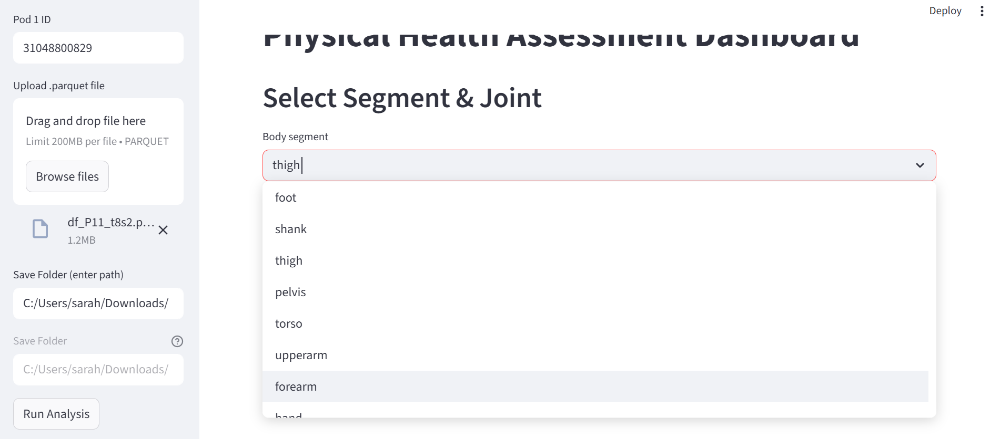 Pod 1 ID
31048800829
Upload .parquet file
Drag and drop file here
Limit 200MB per file • PARQUET
Browse files
df_P11_t8s2.p...
1.2MB
Save Folder (enter path)
C:/Users/sarah/Downloads/
Save Folder
C:/Users/sarah/Downloads/
Run Analysis
Deploy
Physical Health Assessment Dashboard
Select Segment & Joint
Body segment
thigh
foot
shank
thigh
pelvis
torso
upperarm
forearm
hand